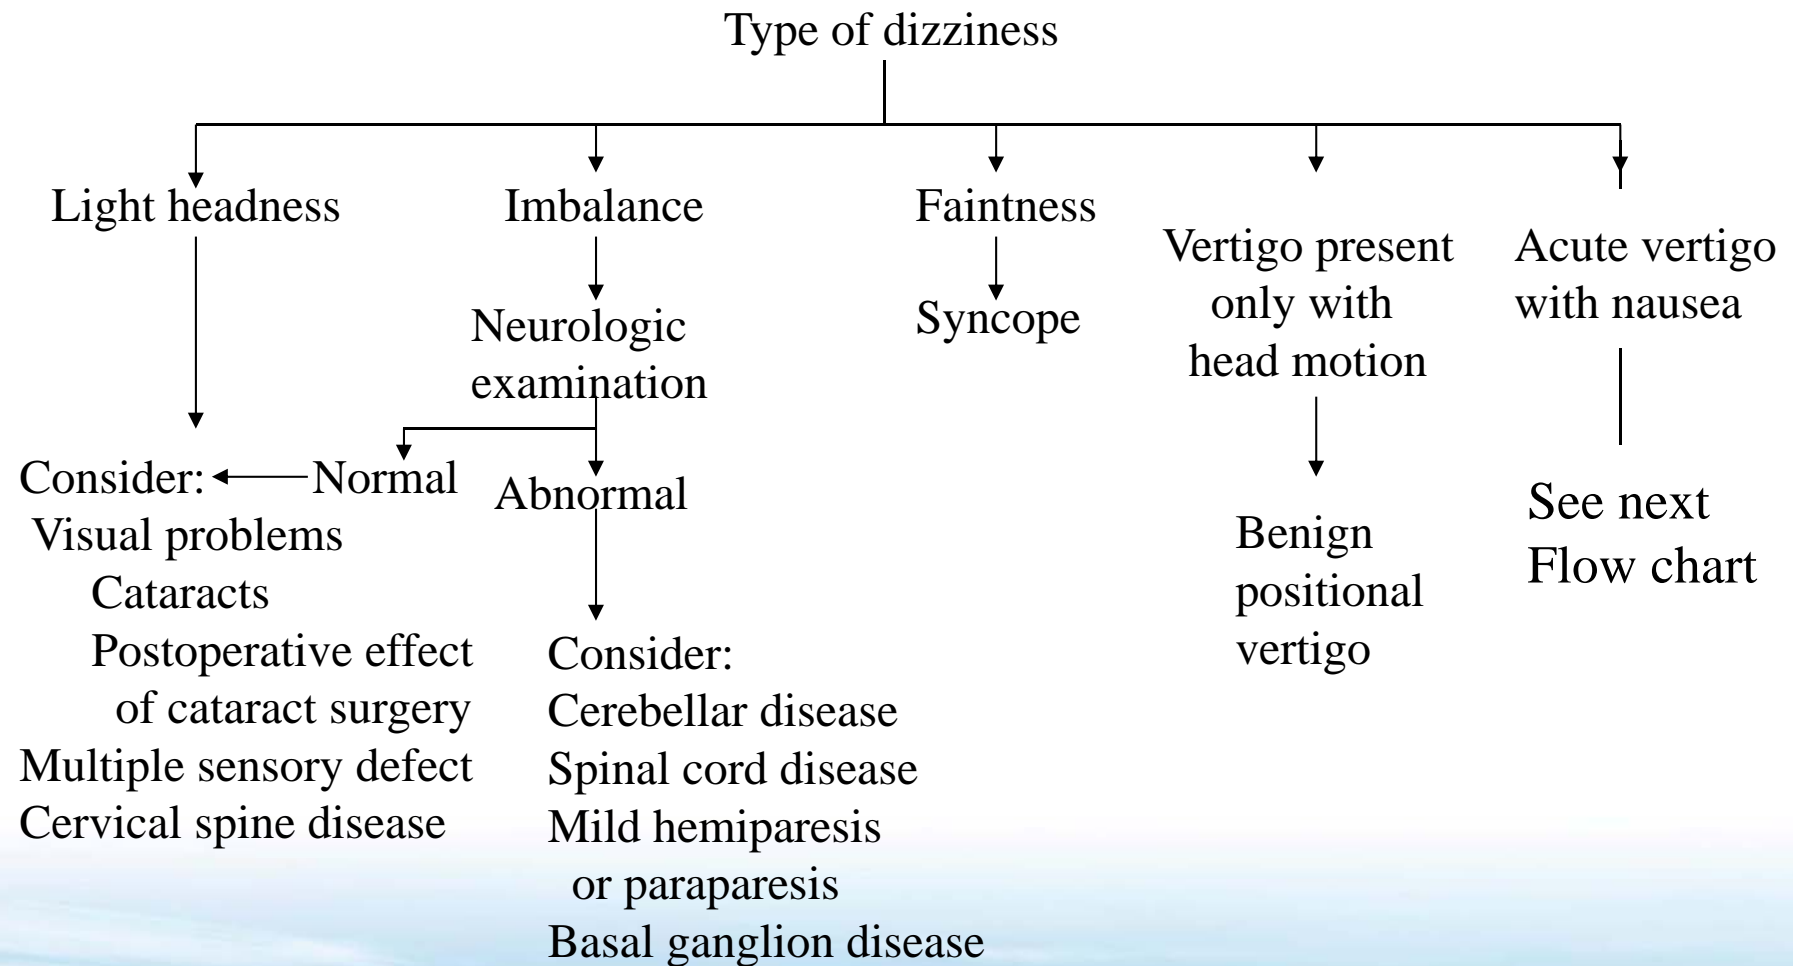 Type of dizziness
Light headness
Imbalance
Faintness
Vertigo present
only with
head motion
Acute vertigo
with nausea
Neurologic
examination
Syncope
Normal
Abnormal
Consider:
Visual problems
Cataracts
Postoperative effect
of cataract surgery
Multiple sensory defect
Cervical spine disease
Consider:
Cerebellar disease
Spinal cord disease
Mild hemiparesis
or paraparesis
Basal ganglion disease
Benign
positional
vertigo
See next
Flow chart